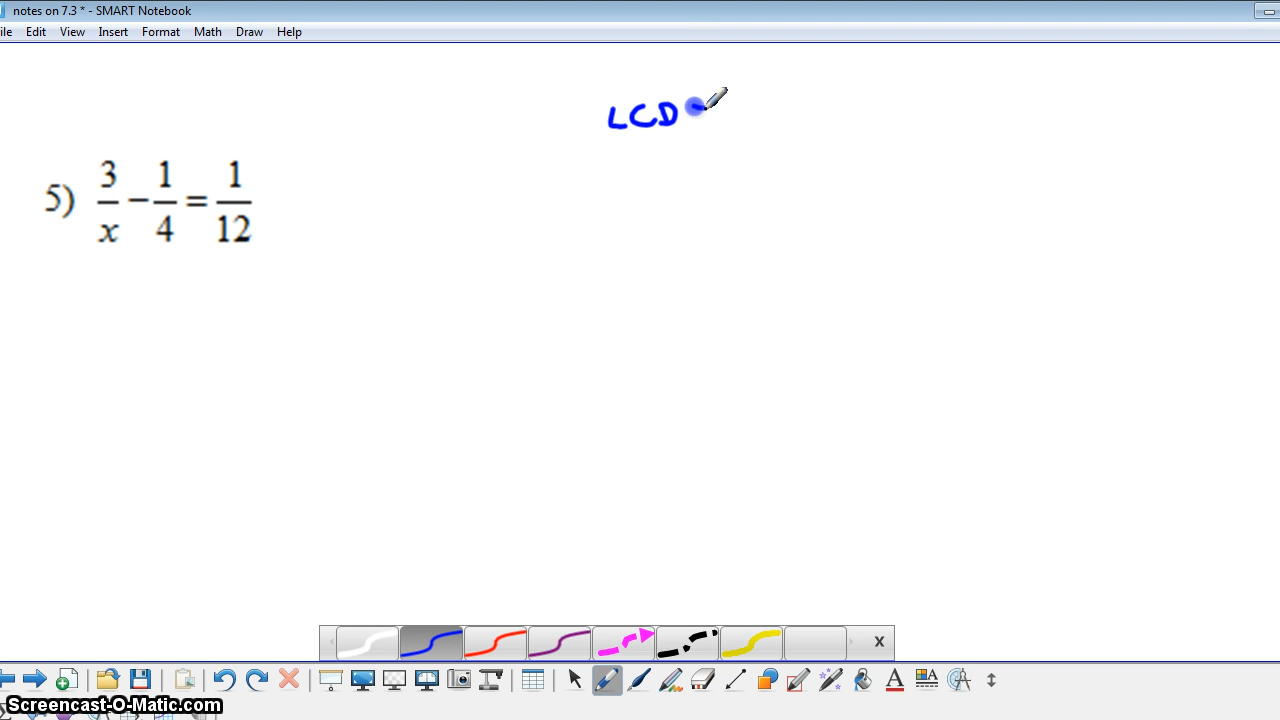 notes on 7.3 * - SMART Notebook
ile Edit View Insert Format Math Draw Help
LCD
5) 3/x − 1/4 = 1/12
x
A
Screencast-O-Matic.com